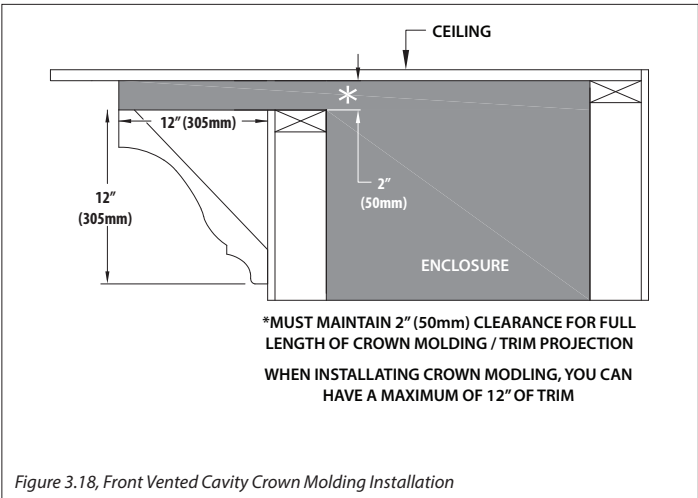 CEILING
12” (305mm)
12”
(305mm)
2”
(50mm)
ENCLOSURE
*MUST MAINTAIN 2” (50mm) CLEARANCE FOR FULL
LENGTH OF CROWN MOLDING / TRIM PROJECTION
WHEN INSTALLATING CROWN MODLING, YOU CAN
HAVE A MAXIMUM OF 12” OF TRIM
Figure 3.18, Front Vented Cavity Crown Molding Installation